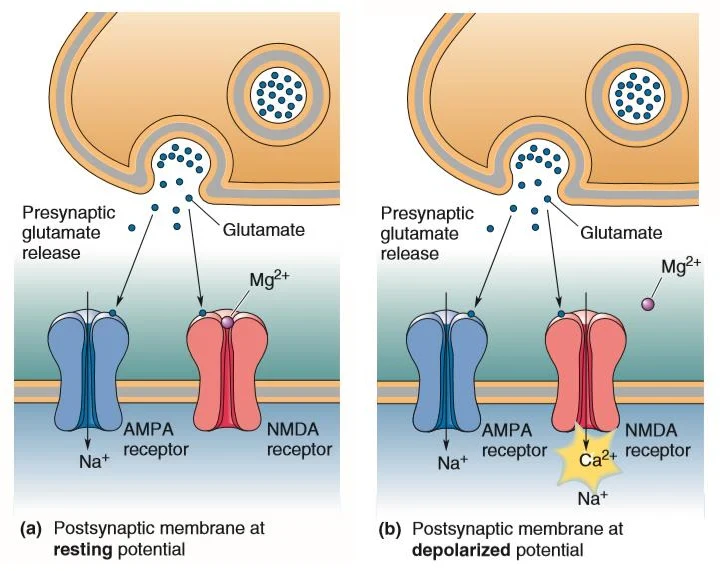 Presynaptic
glutamate
release
Glutamate
Mg2+
AMPA
receptor
NMDA
receptor
Na+
(a) Postsynaptic membrane at
resting potential
Presynaptic
glutamate
release
Glutamate
Mg2+
AMPA
receptor
NMDA
receptor
Na+
Ca2+
Na+
(b) Postsynaptic membrane at
depolarized potential